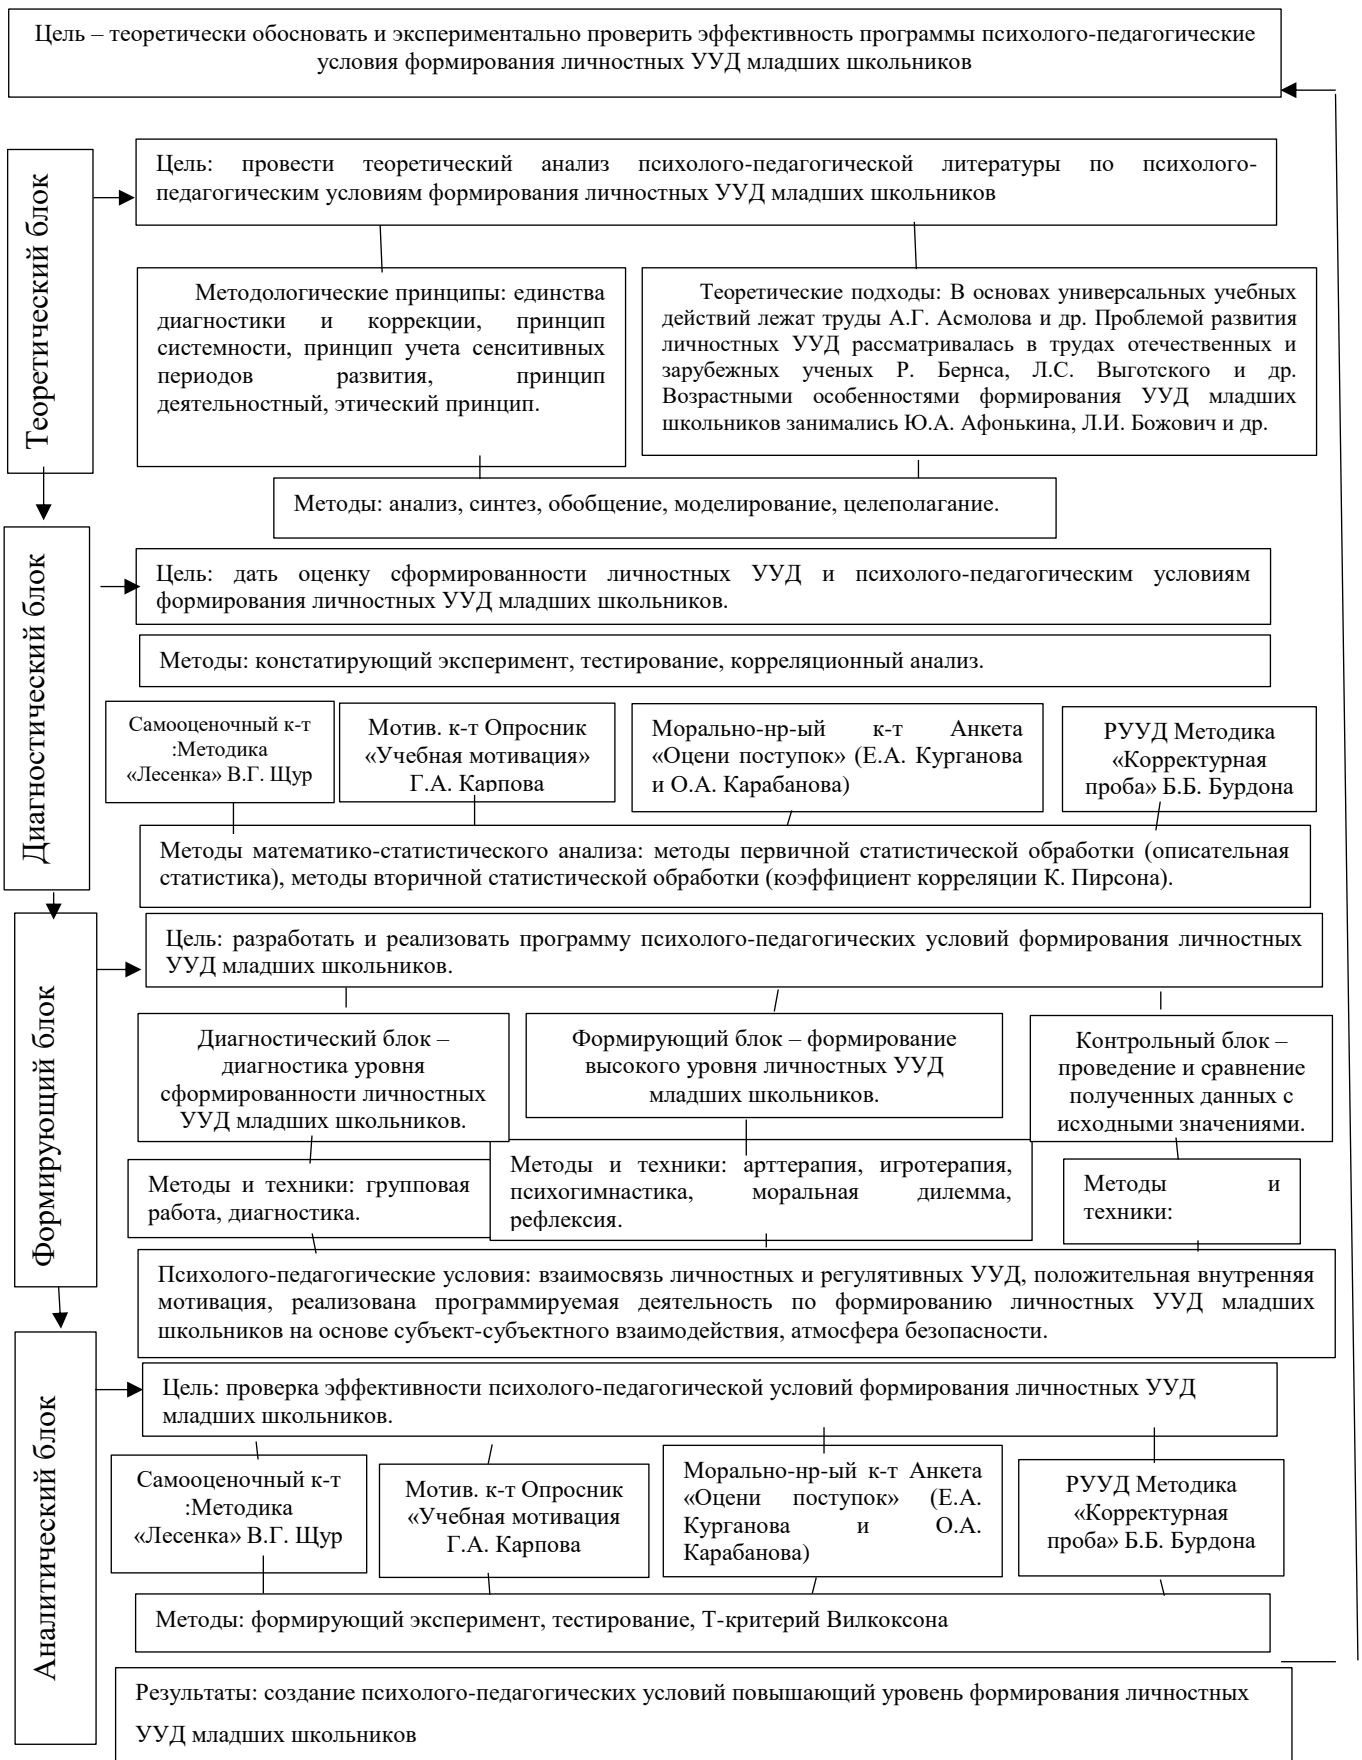 Цель – теоретически обосновать и экспериментально проверить эффективность программы психолого-педагогические
условия формирования личностных УУД младших школьников
Теоретический блок
Цель: провести теоретический анализ психолого-педагогической литературы по психолого-
педагогическим условиям формирования личностных УУД младших школьников
Методологические принципы: единства
диагностики и коррекции, принцип
системности, принцип учета сенситивных
периодов развития, принцип
деятельностный, этический принцип.
Теоретические подходы: В основах универсальных учебных
действий лежат труды А.Г. Асмолова и др. Проблемой развития
личностных УУД рассматривалась в трудах отечественных и
зарубежных ученых Р. Бернса, Л.С. Выготского и др.
Возрастными особенностями формирования УУД младших
школьников занимались Ю.А. Афонькина, Л.И. Божович и др.
Методы: анализ, синтез, обобщение, моделирование, целеполагание.
Диагностический блок
Цель: дать оценку сформированности личностных УУД и психолого-педагогическим условиям
формирования личностных УУД младших школьников.
Методы: констатирующий эксперимент, тестирование, корреляционный анализ.
Самооценочный к-т
:Методика
«Лесенка» В.Г. Щур
Мотив. к-т Опросник
«Учебная мотивация»
Г.А. Карпова
Морально-нр-ый к-т Анкета
«Оцени поступок» (Е.А. Курганова
и О.А. Карабанова)
РУУД Методика
«Корректурная
проба» Б.Б. Бурдона
Методы математико-статистического анализа: методы первичной статистической обработки (описательная
статистика), методы вторичной статистической обработки (коэффициент корреляции К. Пирсона).
Формирующий блок
Цель: разработать и реализовать программу психолого-педагогических условий формирования личностных
УУД младших школьников.
Диагностический блок –
диагностика уровня
сформированности личностных
УУД младших школьников.
Формирующий блок – формирование
высокого уровня личностных УУД
младших школьников.
Контрольный блок –
проведение и сравнение
полученных данных с
исходными значениями.
Методы и техники: групповая
работа, диагностика.
Методы и техники: арттерапия, игротерапия,
психогимнастика, моральная дилемма,
рефлексия.
Методы и
техники:
Психолого-педагогические условия: взаимосвязь личностных и регулятивных УУД, положительная внутренняя
мотивация, реализована программируемая деятельность по формированию личностных УУД младших
школьников на основе субъект-субъектного взаимодействия, атмосфера безопасности.
Аналитический блок
Цель: проверка эффективности психолого-педагогической условий формирования личностных УУД
младших школьников.
Самооценочный к-т
:Методика
«Лесенка» В.Г. Щур
Мотив. к-т Опросник
«Учебная мотивация
Г.А. Карпова
Морально-нр-ый к-т Анкета
«Оцени поступок» (Е.А.
Курганова и О.А.
Карабанова)
РУУД Методика
«Корректурная
проба» Б.Б. Бурдона
Методы: формирующий эксперимент, тестирование, Т-критерий Вилкоксона
Результаты: создание психолого-педагогических условий повышающий уровень формирования личностных
УУД младших школьников